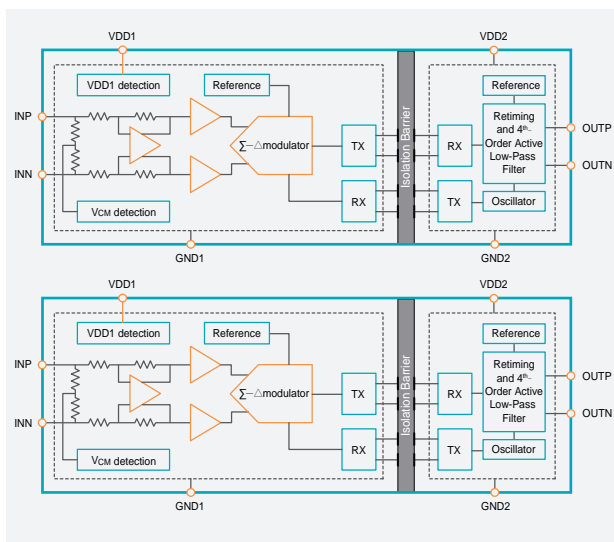 VDD1
VDD2
VDD1 detection
Reference
Reference
INP
INN
∑-△modulator
TX
RX
Isolation Barrier
RX
TX
Retiming
and 4th-
Order Active
Low-Pass
Filter
Oscillator
OUTP
OUTN
VCM detection
GND1
GND2
VDD1
VDD2
VDD1 detection
Reference
Reference
INP
INN
∑-△modulator
TX
RX
Isolation Barrier
RX
TX
Retiming
and 4th-
Order Active
Low-Pass
Filter
Oscillator
OUTP
OUTN
VCM detection
GND1
GND2